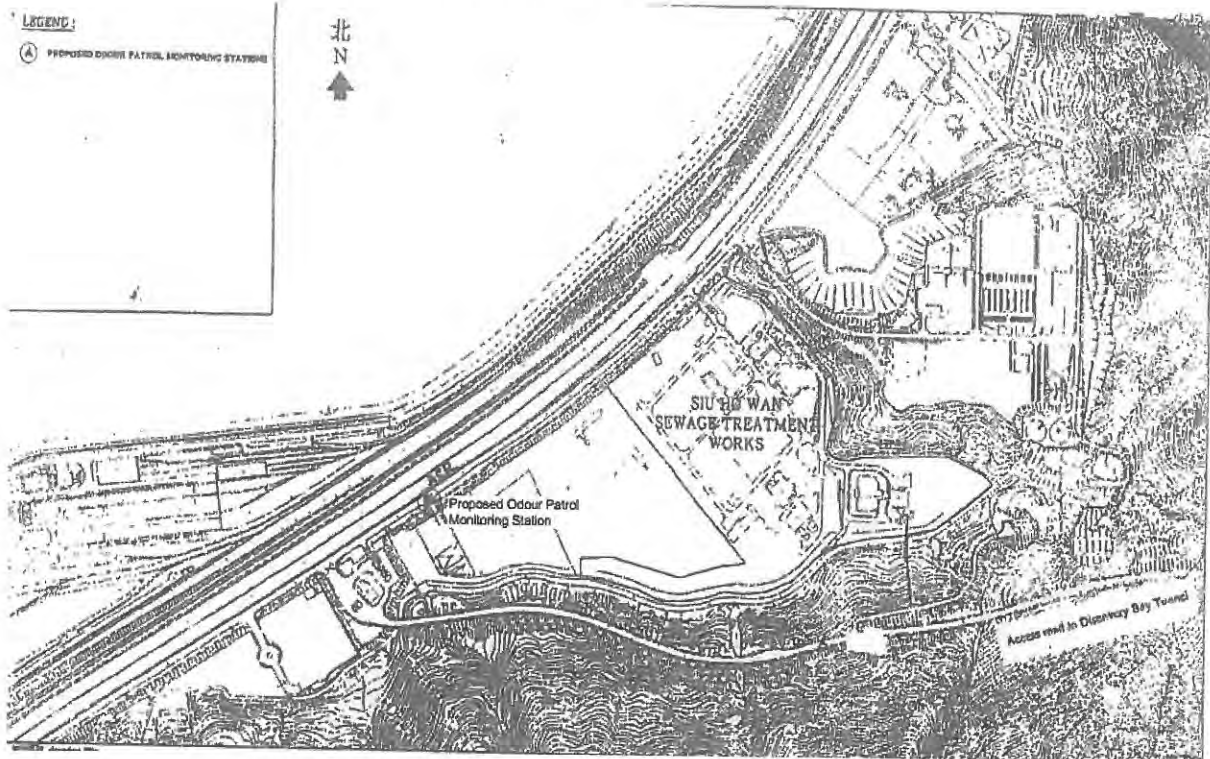 LEGEND :
A PROPOSED ODOUR PATROL MONITORING STATIONS
北
N
SIU HO WAN
SEWAGE TREATMENT
WORKS
Proposed Odour Patrol
Monitoring Station
Access road to Discovery Bay Tunnel